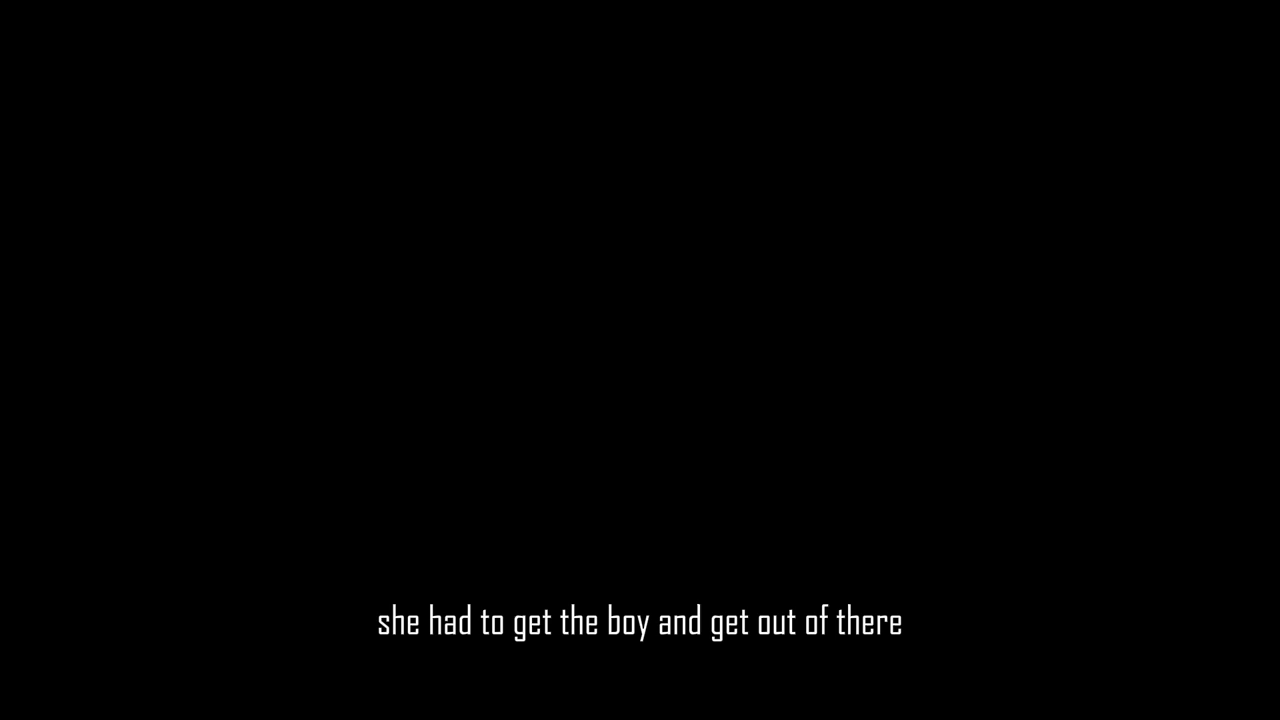 she had to get the boy and get out of there